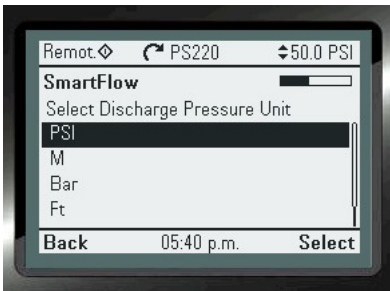 Remot. PS220 50.0 PSI
SmartFlow
Select Discharge Pressure Unit
PSI
M
Bar
Ft
Back 05:40 p.m. Select